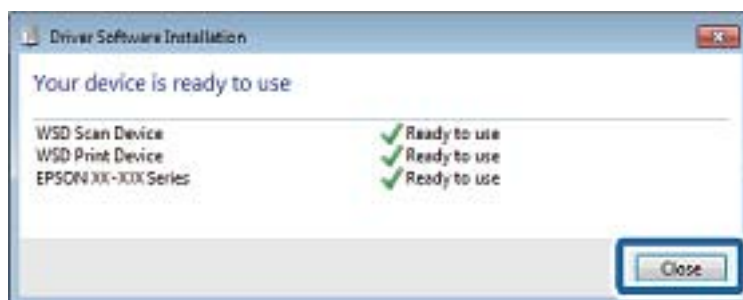 Driver Software Installation
Your device is ready to use
WSD Scan Device Ready to use
WSD Print Device Ready to use
EPSON XX-XXX Series Ready to use
Close